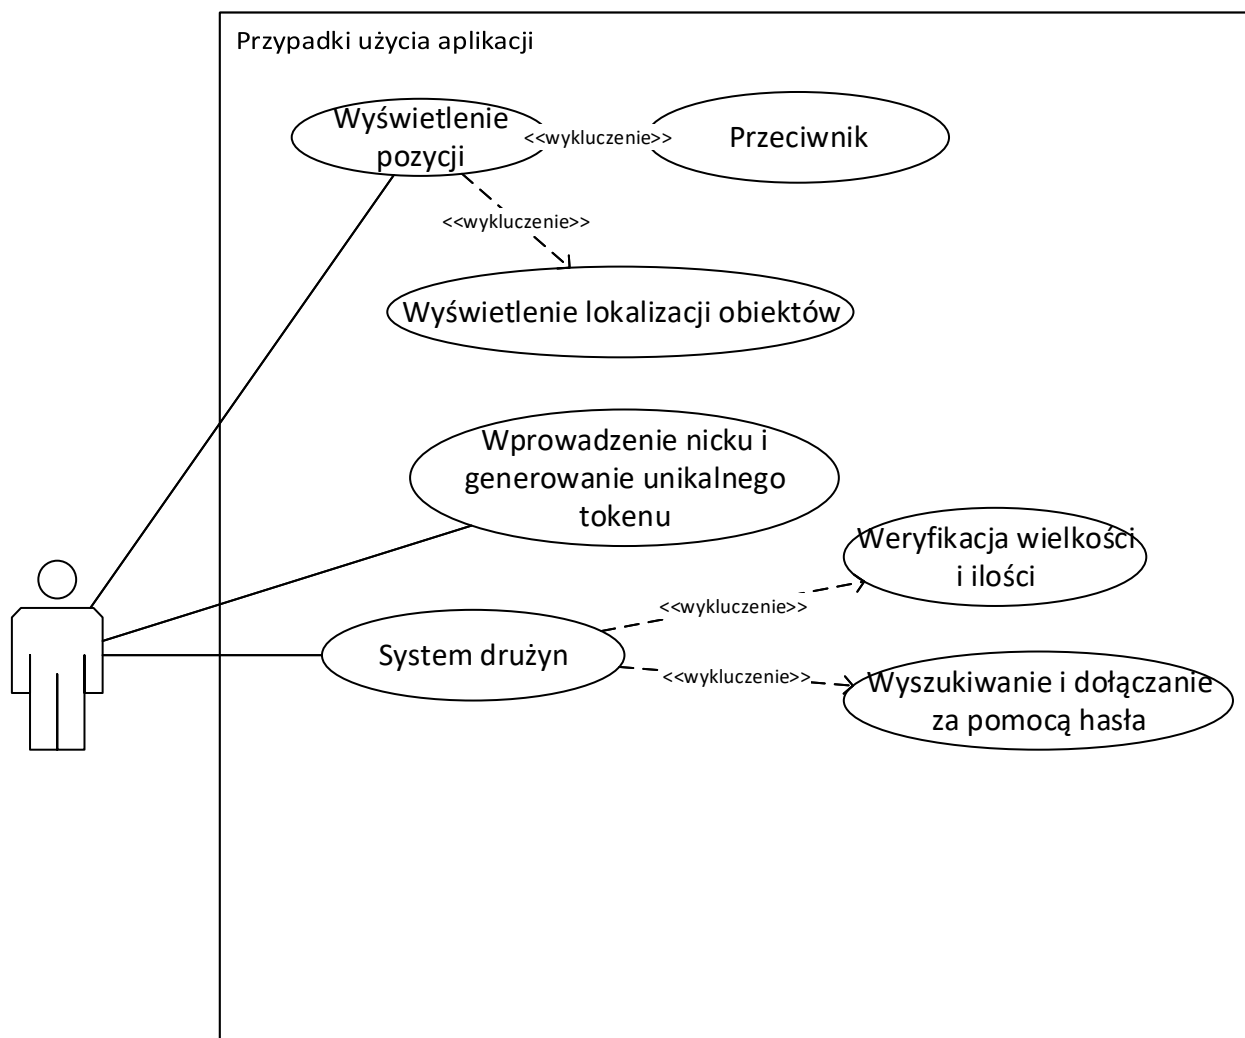 Przypadki użycia aplikacji
Wyświetlenie
pozycji
<<wykluczenie>>
Przeciwnik
<<wykluczenie>>
Wyświetlenie lokalizacji obiektów
Wprowadzenie nicku i
generowanie unikalnego
tokenu
Weryfikacja wielkości
i ilości
<<wykluczenie>>
System drużyn
<<wykluczenie>>
Wyszukiwanie i dołączanie
za pomocą hasła